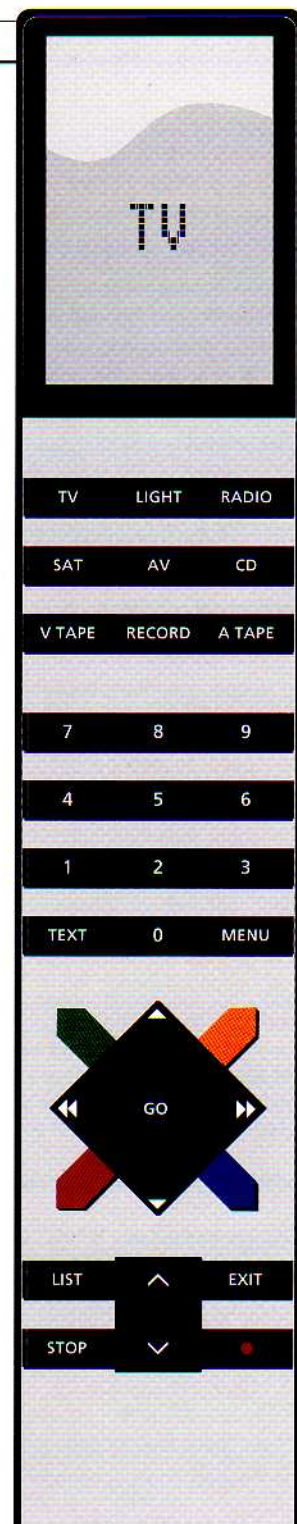 TV
TV LIGHT RADIO
SAT AV CD
V TAPE RECORD A TAPE
7 8 9
4 5 6
1 2 3
TEXT 0 MENU
GO
LIST EXIT
STOP